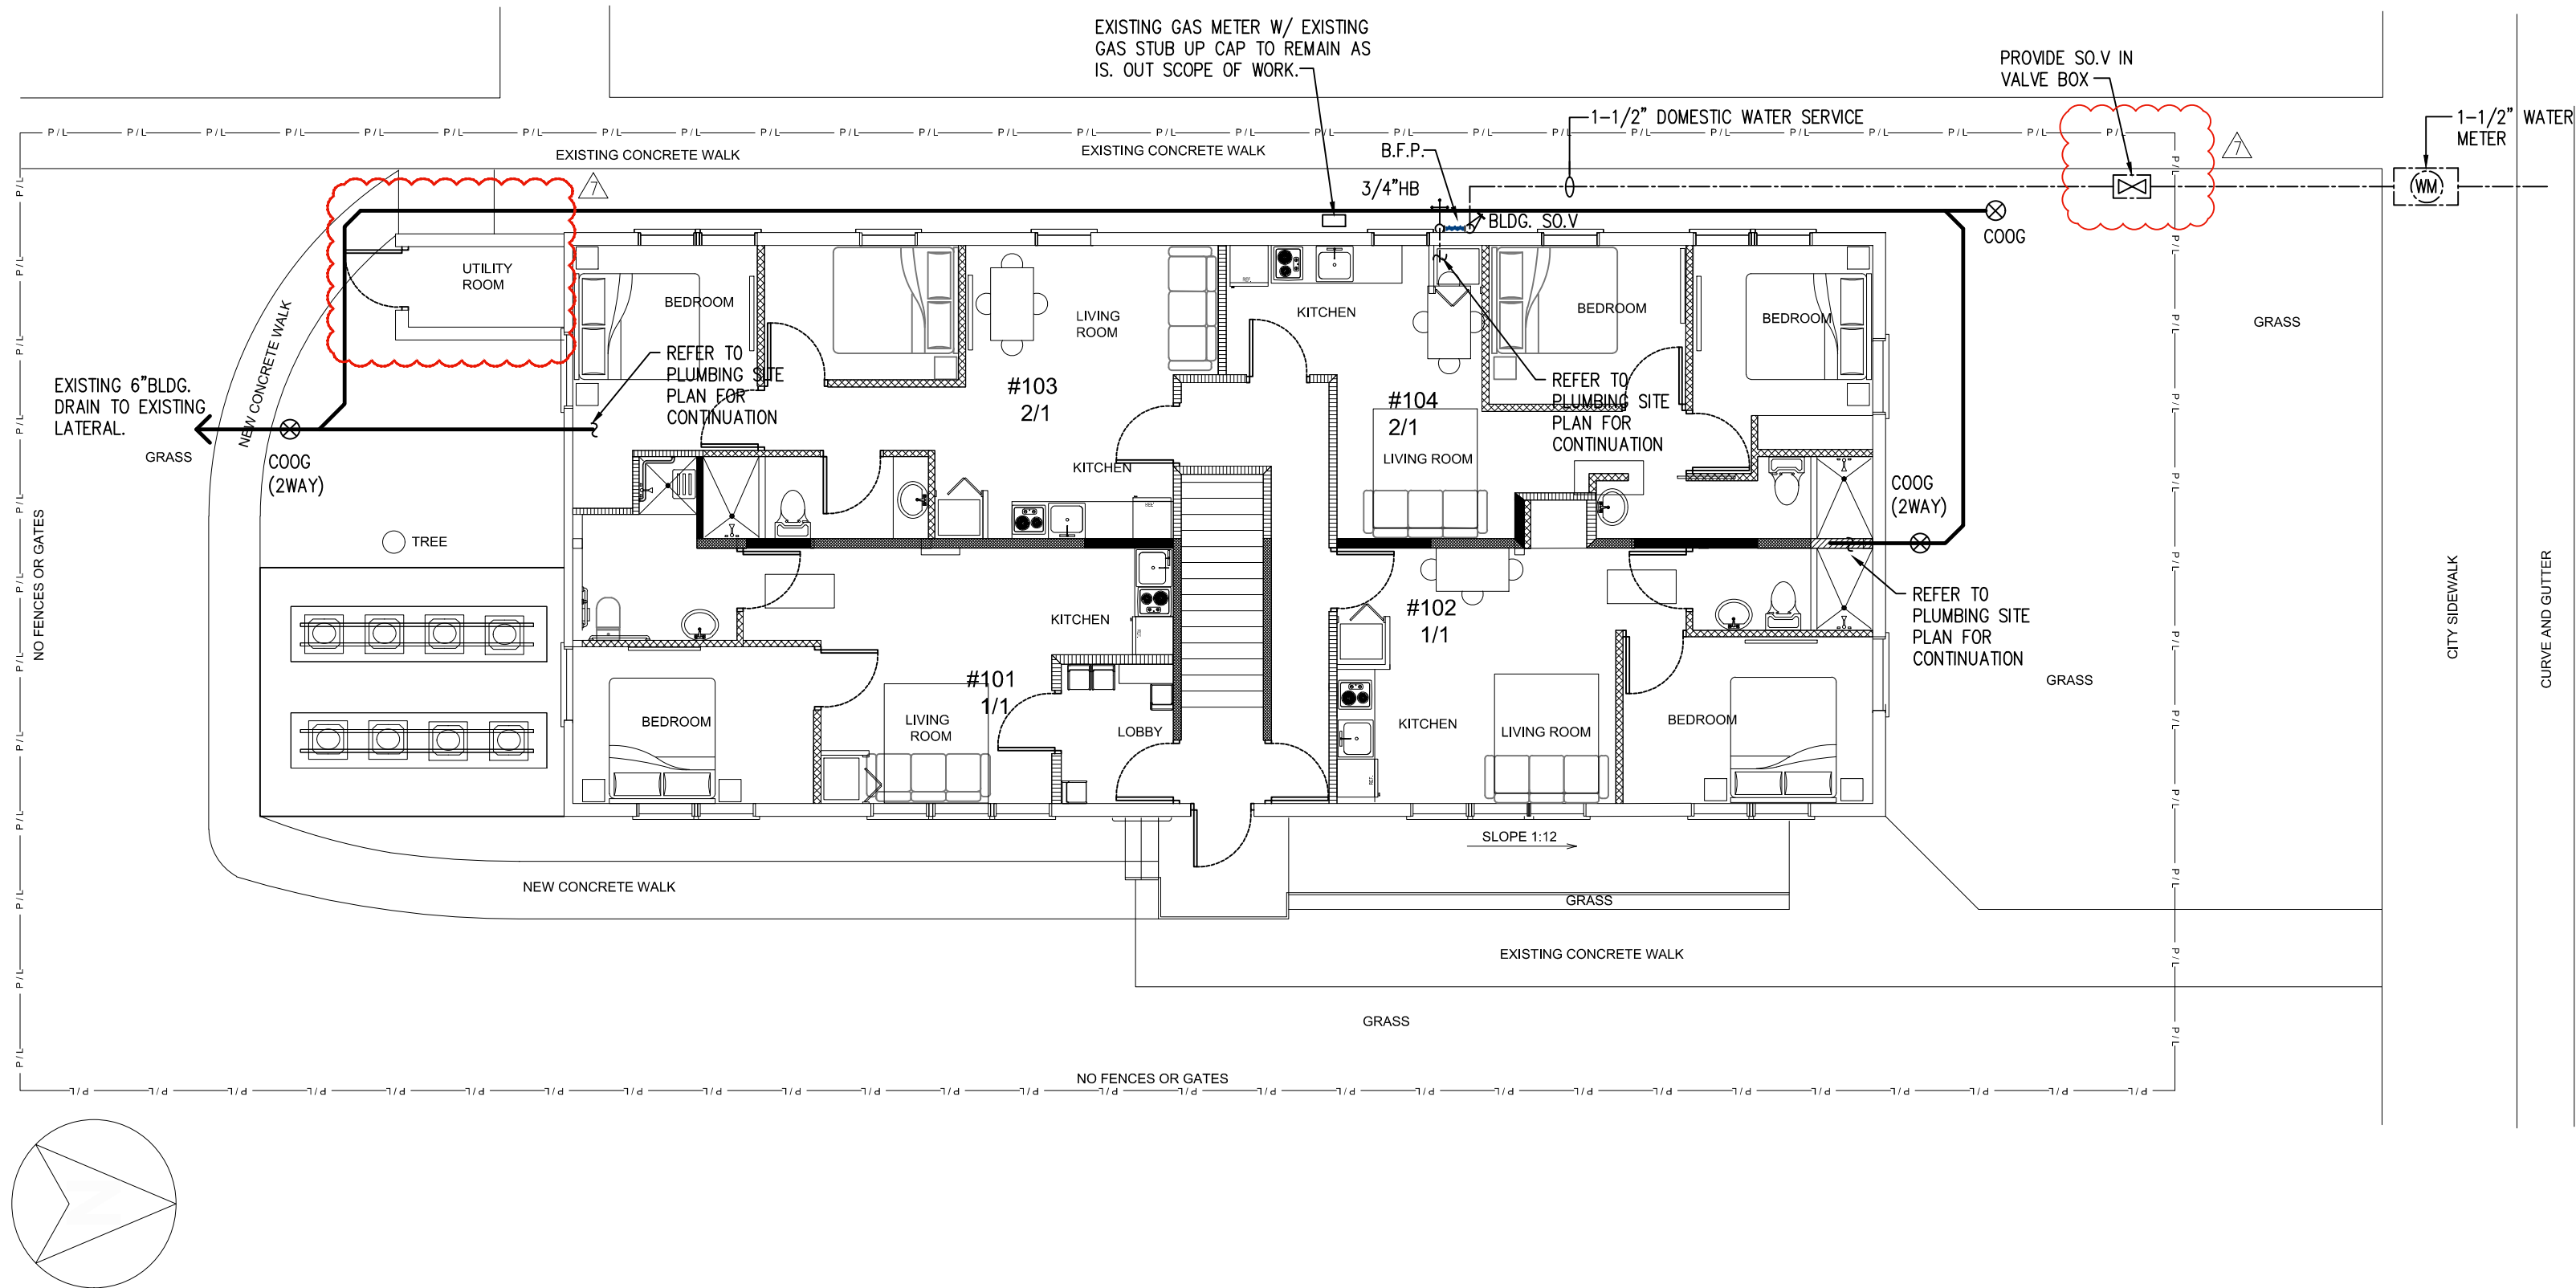 EXISTING GAS METER W/ EXISTING
GAS STUB UP CAP TO REMAIN AS
IS. OUT SCOPE OF WORK.
PROVIDE SO.V IN
VALVE BOX
1-1/2" DOMESTIC WATER SERVICE
1-1/2" WATER
METER
WM
7
P/L P/L P/L P/L P/L P/L P/L P/L P/L P/L P/L P/L P/L P/L P/L P/L P/L P/L P/L P/L P/L P/L P/L P/L P/L P/L P/L
EXISTING CONCRETE WALK
EXISTING CONCRETE WALK
B.F.P.
3/4"HB
BLDG. SO.V
COOG
7
UTILITY
ROOM
BEDROOM
LIVING
ROOM
KITCHEN
BEDROOM
BEDROOM
GRASS
NEW CONCRETE WALK
EXISTING 6"BLDG.
DRAIN TO EXISTING
LATERAL.
GRASS
COOG
(2WAY)
REFER TO
PLUMBING SITE
PLAN FOR
CONTINUATION
#103
2/1
KITCHEN
#104
2/1
LIVING ROOM
REFER TO
PLUMBING SITE
PLAN FOR
CONTINUATION
COOG
(2WAY)
TREE
NO FENCES OR GATES
KITCHEN
#101
1/1
BEDROOM
LIVING
ROOM
LOBBY
#102
1/1
KITCHEN
LIVING ROOM
BEDROOM
REFER TO
PLUMBING SITE
PLAN FOR
CONTINUATION
GRASS
CITY SIDEWALK
CURVE AND GUTTER
SLOPE 1:12
NEW CONCRETE WALK
GRASS
EXISTING CONCRETE WALK
GRASS
NO FENCES OR GATES
P/L P/L P/L P/L P/L P/L P/L P/L P/L P/L P/L P/L P/L P/L P/L P/L P/L P/L P/L P/L P/L P/L P/L P/L P/L P/L P/L
P/L P/L P/L P/L P/L P/L P/L P/L P/L P/L P/L P/L
P/L P/L P/L P/L P/L P/L P/L P/L P/L P/L P/L P/L